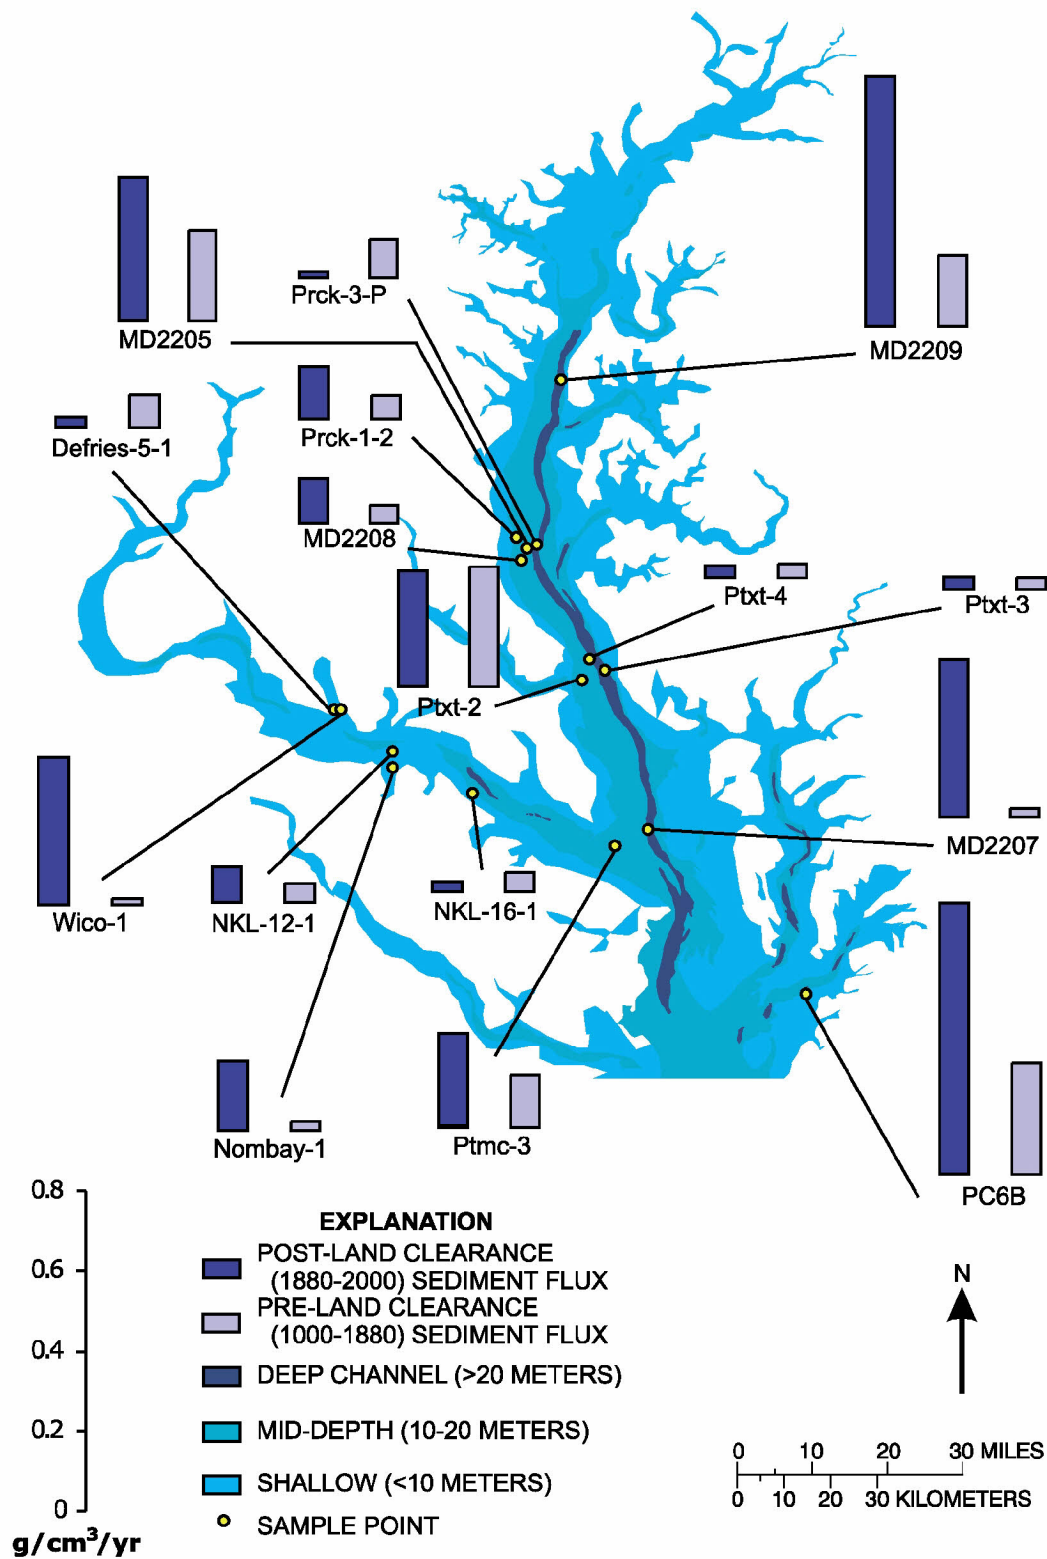 MD2205
Prck-3-P
MD2209
Defries-5-1
Prck-1-2
MD2208
Ptxt-4
Ptxt-3
Ptxt-2
MD2207
Wico-1
NKL-12-1
NKL-16-1
Nombay-1
Ptmc-3
PC6B
0.8
0.6
0.4
0.2
0
g/cm³/yr
EXPLANATION
POST-LAND CLEARANCE
(1880-2000) SEDIMENT FLUX
PRE-LAND CLEARANCE
(1000-1880) SEDIMENT FLUX
DEEP CHANNEL (>20 METERS)
MID-DEPTH (10-20 METERS)
SHALLOW (<10 METERS)
SAMPLE POINT
N
0 10 20 30 MILES
0 10 20 30 KILOMETERS